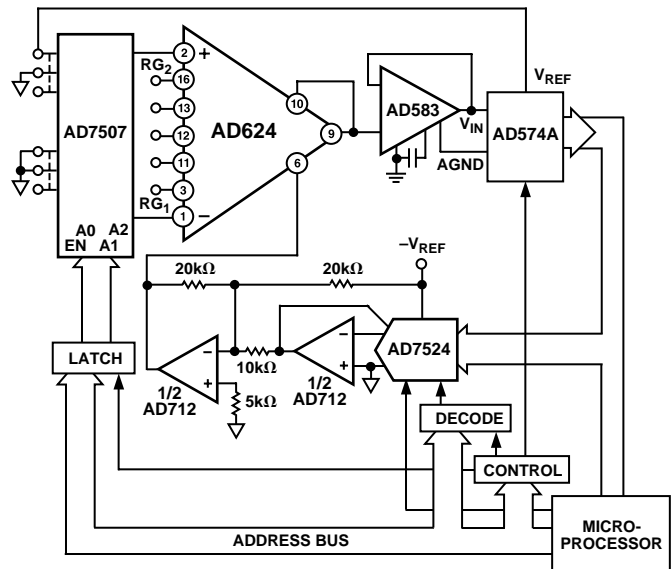 V_REF
RG_2
2
+
16
13
12
11
3
RG_1
1
−
AD7507
A0
A2
EN
A1
AD624
10
9
6
AD583
V_IN
AGND
AD574A
−V_REF
20kΩ
20kΩ
−
+
1/2
AD712
10kΩ
5kΩ
−
+
1/2
AD712
AD7524
LATCH
DECODE
CONTROL
ADDRESS BUS
MICRO-
PROCESSOR